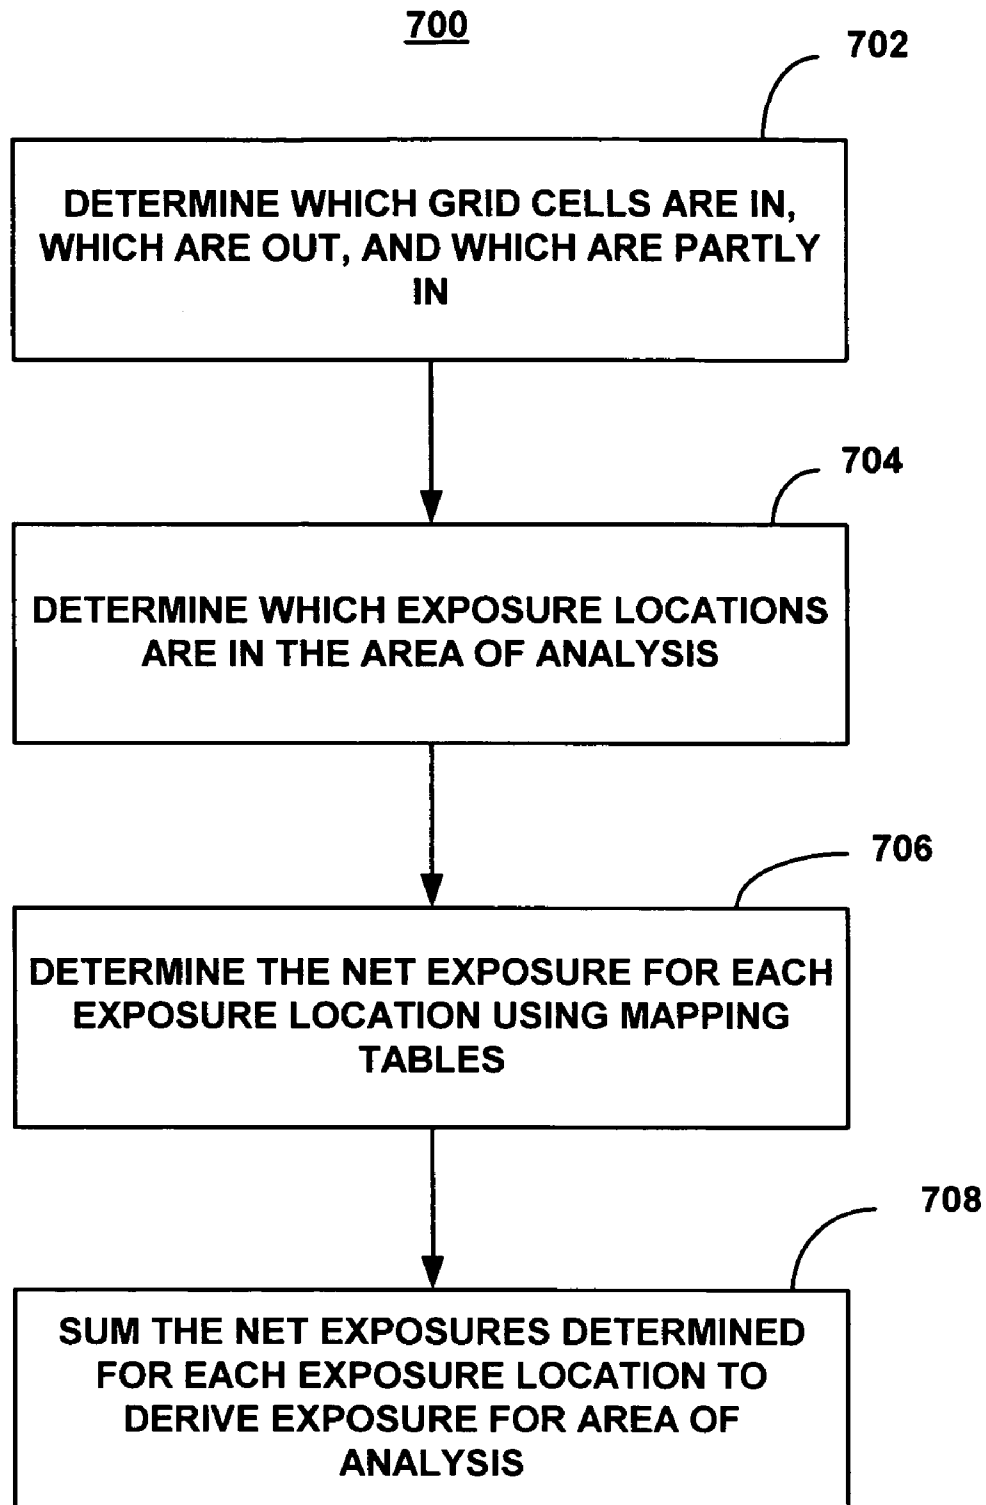 700
702
DETERMINE WHICH GRID CELLS ARE IN,
WHICH ARE OUT, AND WHICH ARE PARTLY
IN
704
DETERMINE WHICH EXPOSURE LOCATIONS
ARE IN THE AREA OF ANALYSIS
706
DETERMINE THE NET EXPOSURE FOR EACH
EXPOSURE LOCATION USING MAPPING
TABLES
708
SUM THE NET EXPOSURES DETERMINED
FOR EACH EXPOSURE LOCATION TO
DERIVE EXPOSURE FOR AREA OF
ANALYSIS